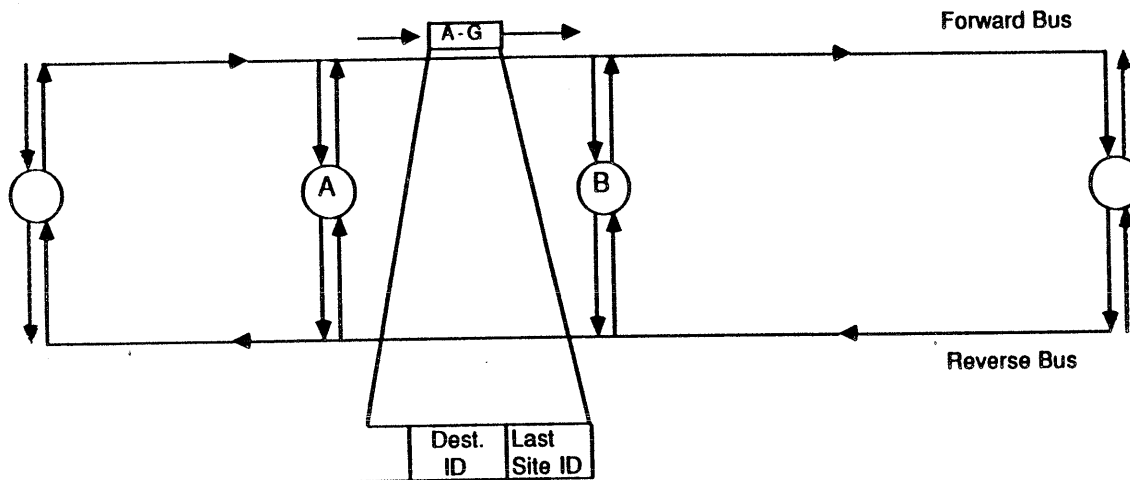 Forward Bus
A-G
A
B
Reverse Bus
Dest. ID
Last Site ID